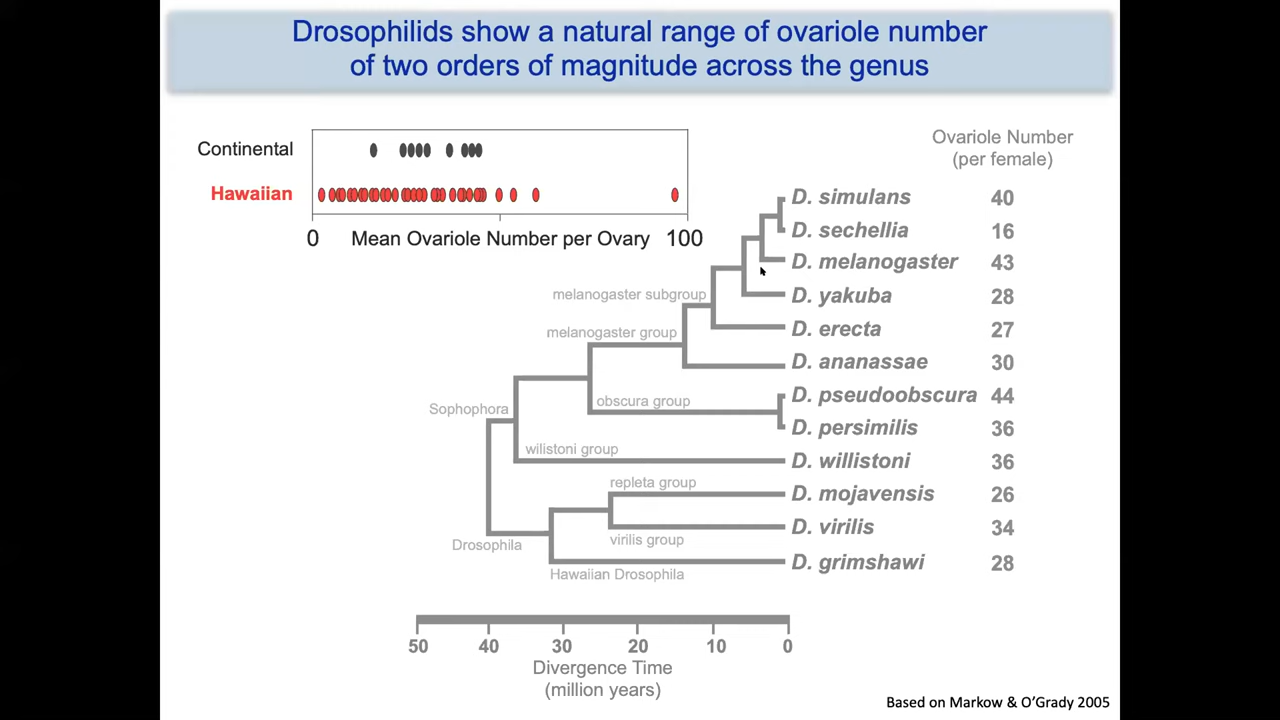 Drosophilids show a natural range of ovariole number
of two orders of magnitude across the genus
Continental
Hawaiian
0 Mean Ovariole Number per Ovary 100
Ovariole Number
(per female)
D. simulans 40
D. sechellia 16
D. melanogaster 43
D. yakuba 28
D. erecta 27
D. ananassae 30
D. pseudoobscura 44
D. persimilis 36
D. willistoni 36
D. mojavensis 26
D. virilis 34
D. grimshawi 28
melanogaster subgroup
melanogaster group
obscura group
Sophophora
wilistoni group
repleta group
virilis group
Drosophila
Hawaiian Drosophila
50 40 30 20 10 0
Divergence Time
(million years)
Based on Markow & O'Grady 2005